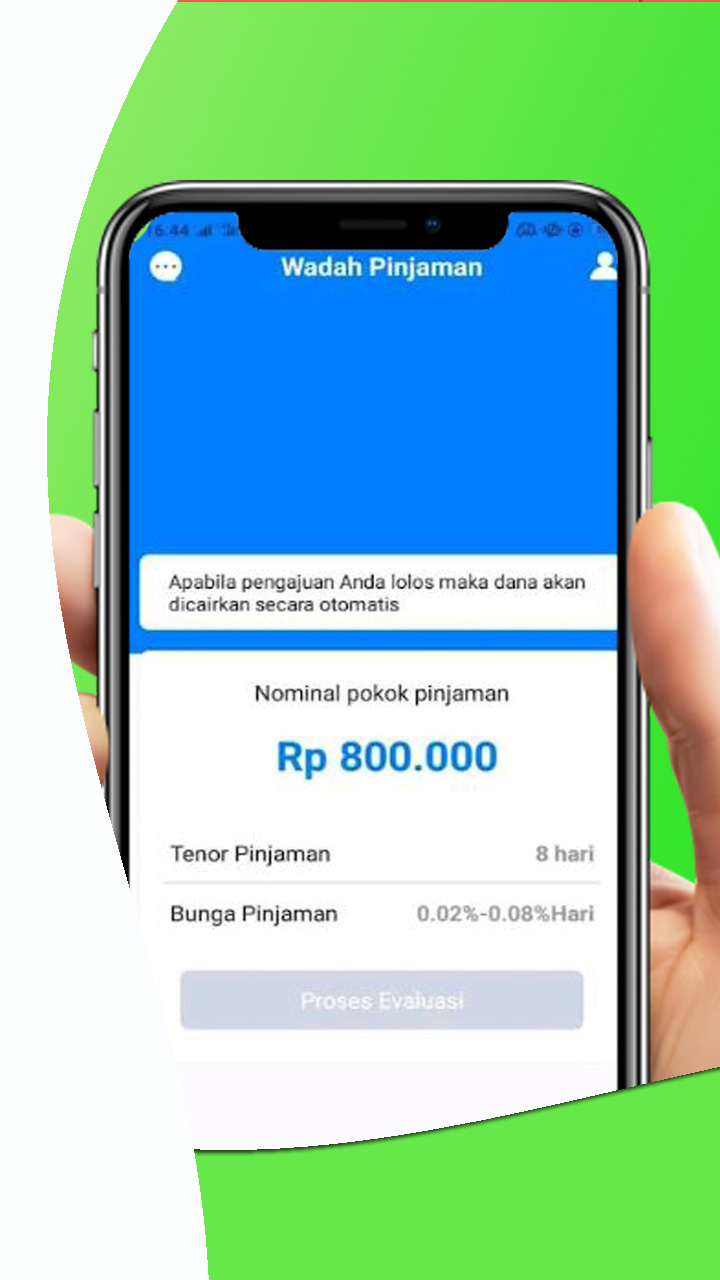 16:44
Wadah Pinjaman
Apabila pengajuan Anda lolos maka dana akan
dicairkan secara otomatis
Nominal pokok pinjaman
Rp 800.000
Tenor Pinjaman 8 hari
Bunga Pinjaman 0.02%-0.08%Hari
Proses Evaluasi